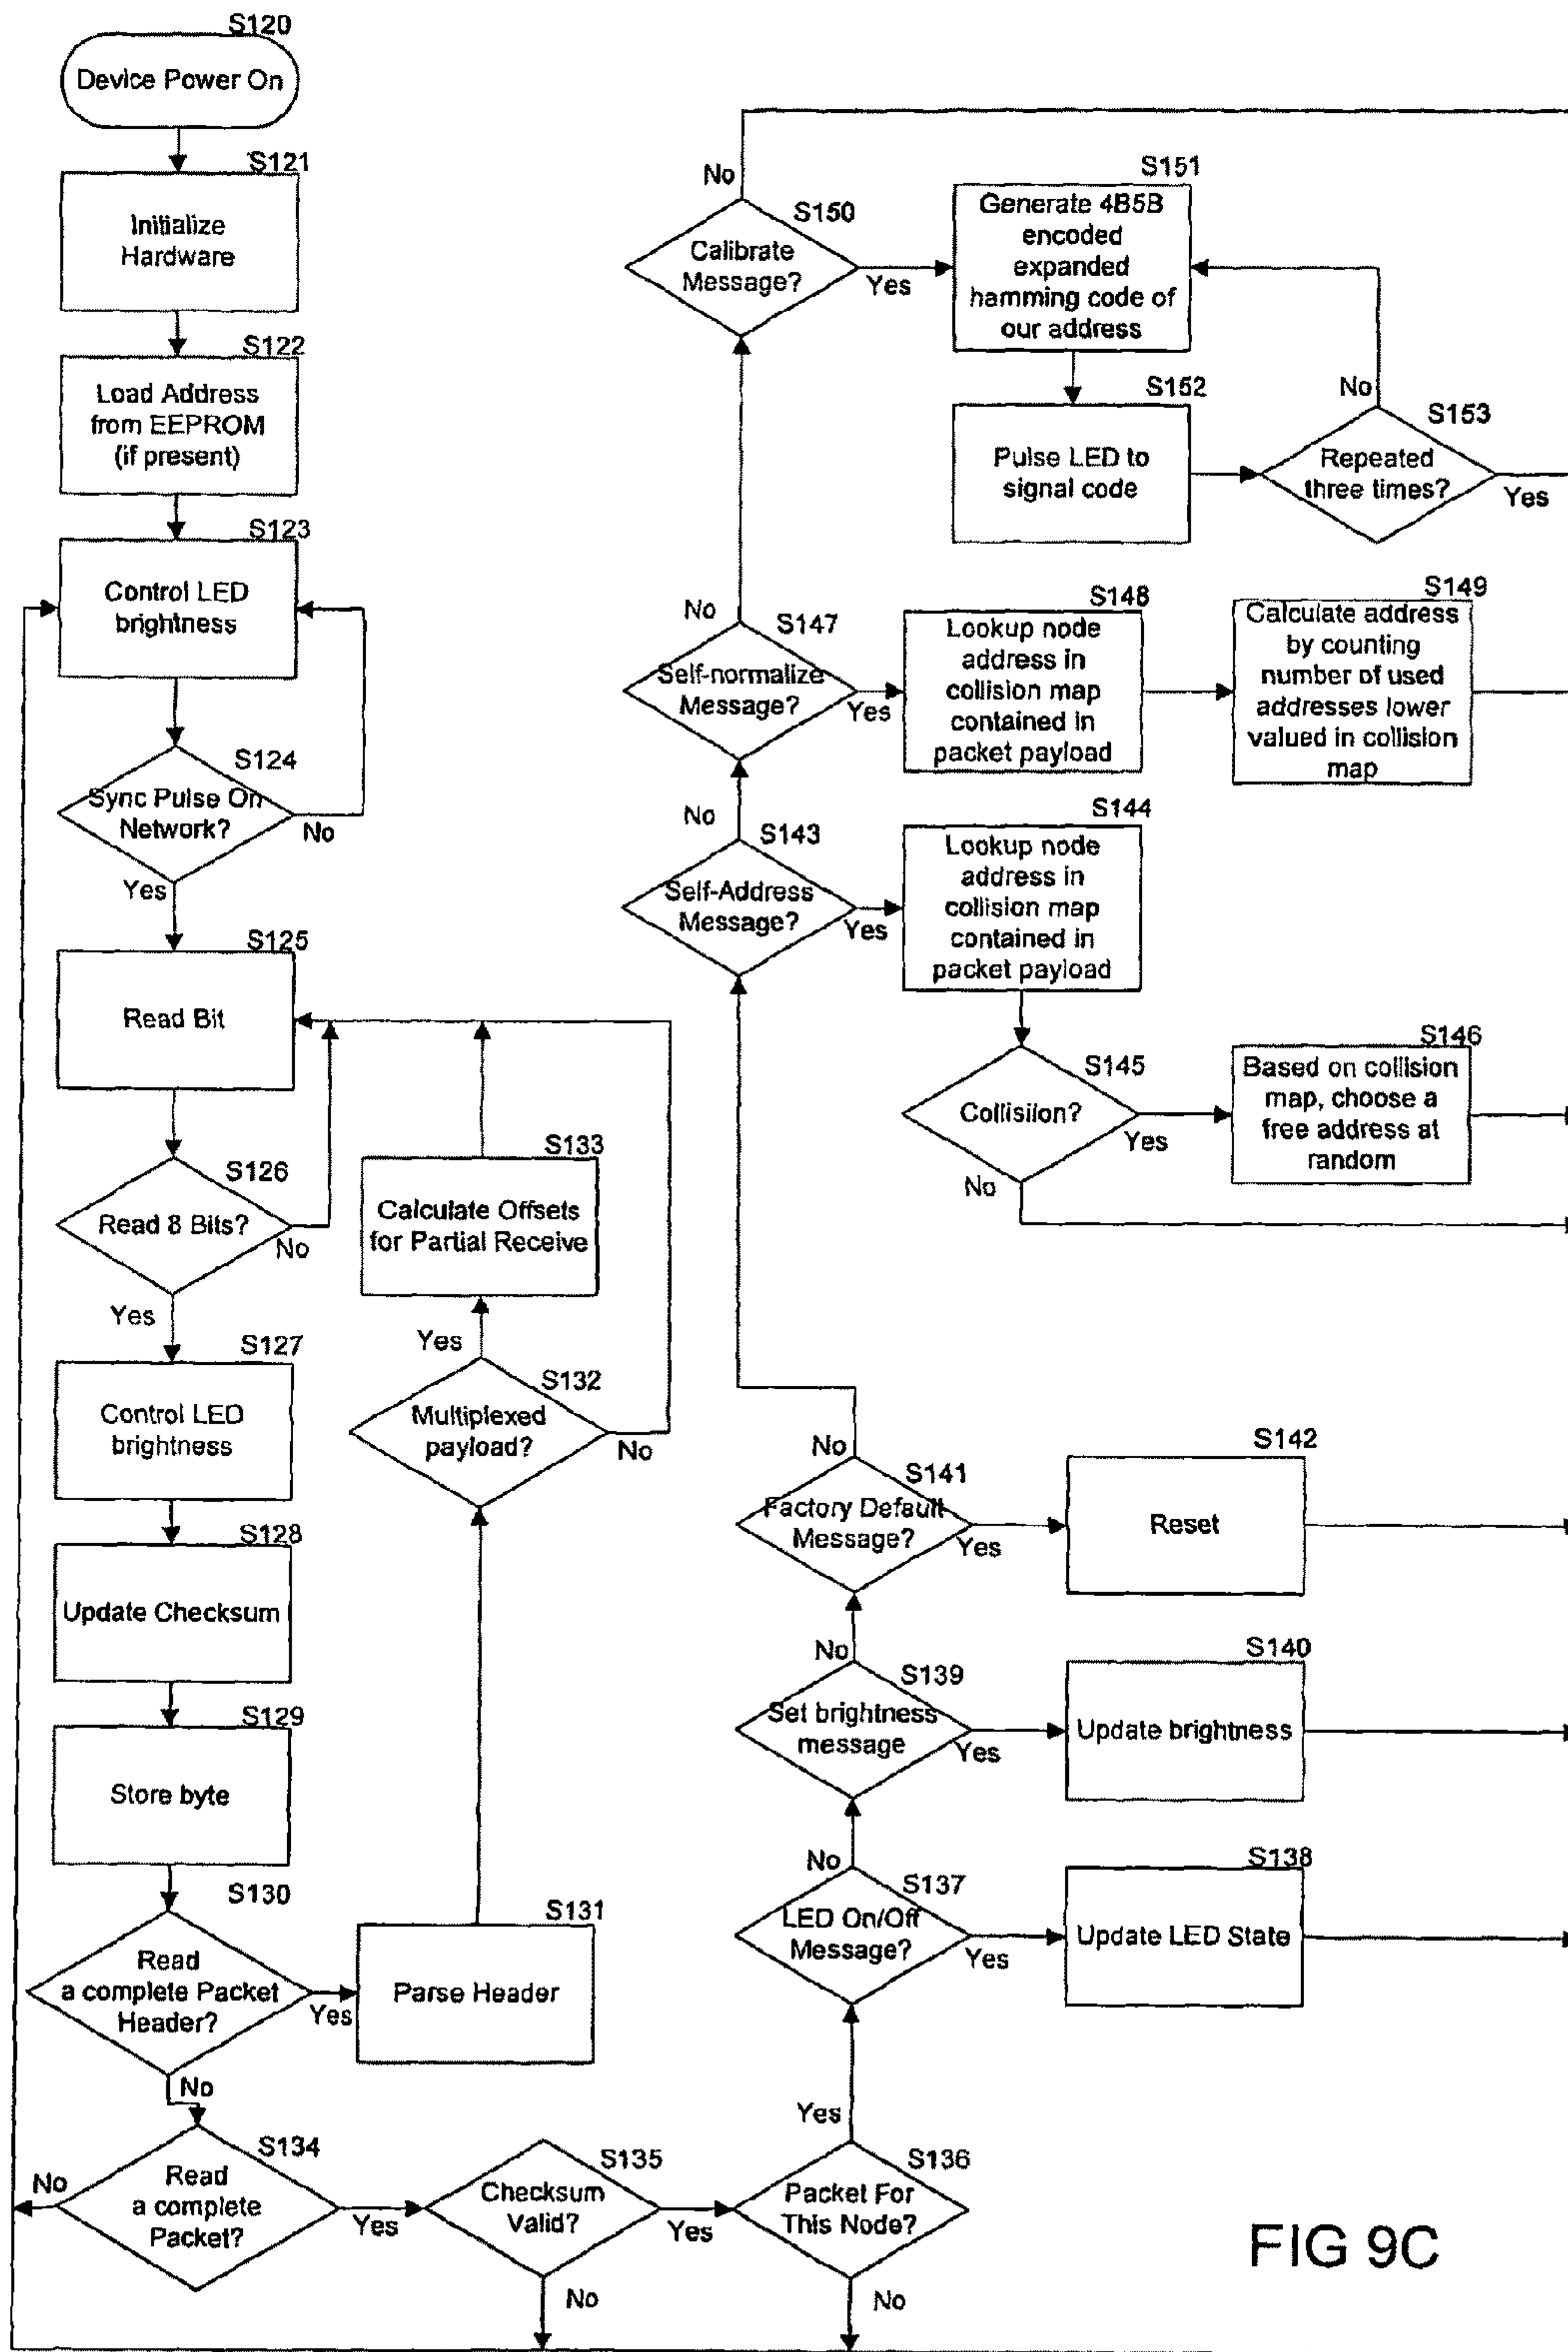 S120
Device Power On
S121
Initialize
Hardware
S122
Load Address
from EEPROM
(if present)
S123
Control LED
brightness
S124
Sync Pulse On
Network?
No
Yes
S125
Read Bit
S126
Read 8 Bits?
No
Yes
S127
Control LED
brightness
S128
Update Checksum
S129
Store byte
S130
Read
a complete Packet
Header?
Yes
No
S131
Parse Header
S132
Multiplexed
payload?
Yes
No
S133
Calculate Offsets
for Partial Receive
S134
Read
a complete
Packet?
No
Yes
S135
Checksum
Valid?
Yes
No
S136
Packet For
This Node?
Yes
No
S137
LED On/Off
Message?
Yes
No
S138
Update LED State
S139
Set brightness
message
Yes
No
S140
Update brightness
S141
Factory Default
Message?
Yes
No
S142
Reset
S143
Self-Address
Message?
Yes
No
S144
Lookup node
address in
collision map
contained in
packet payload
S145
Collisiion?
Yes
No
S146
Based on collision
map, choose a
free address at
random
S147
Self-normalize
Message?
Yes
No
S148
Lookup node
address in
collision map
contained in
packet payload
S149
Calculate address
by counting
number of used
addresses lower
valued in collision
map
S150
Calibrate
Message?
Yes
No
S151
Generate 4B5B
encoded
expanded
hamming code of
our address
S152
Pulse LED to
signal code
S153
Repeated
three times?
No
Yes
FIG 9C